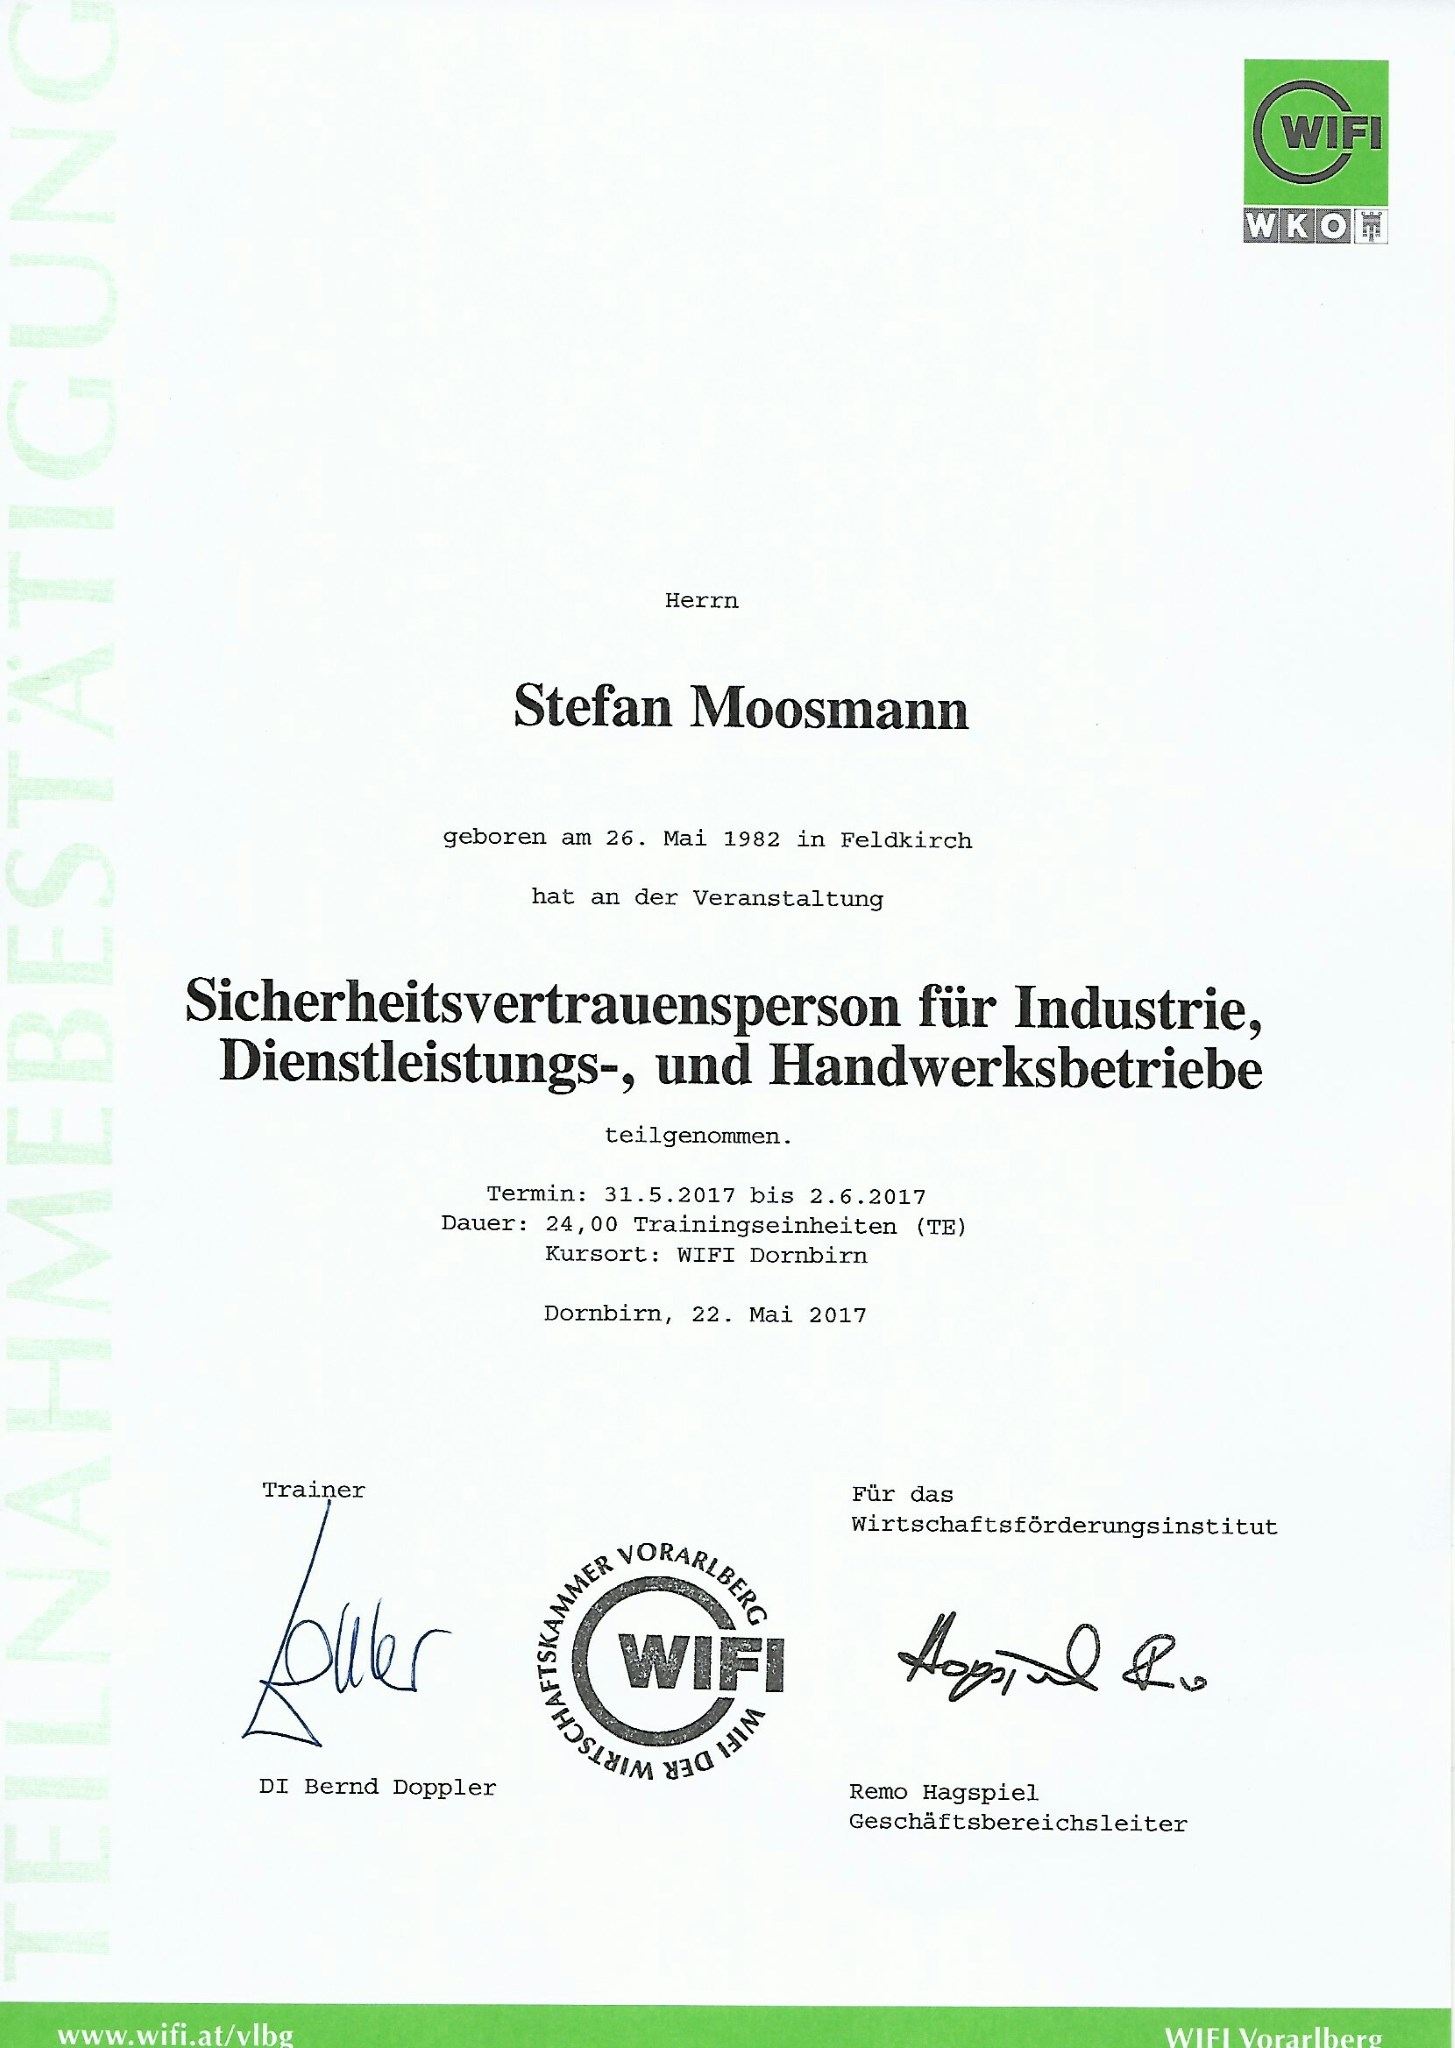 TEILNAHMEBESTÄTIGUNG
WIFI
WKO
Herrn
Stefan Moosmann
geboren am 26. Mai 1982 in Feldkirch
hat an der Veranstaltung
Sicherheitsvertrauensperson für Industrie,
Dienstleistungs-, und Handwerksbetriebe
teilgenommen.
Termin: 31.5.2017 bis 2.6.2017
Dauer: 24,00 Trainingseinheiten (TE)
Kursort: WIFI Dornbirn
Dornbirn, 22. Mai 2017
Trainer
Für das
Wirtschaftsförderungsinstitut
Doppler
WIFI DER WIRTSCHAFTSKAMMER VORARLBERG
WIFI
Hagspiel R
DI Bernd Doppler
Remo Hagspiel
Geschäftsbereichsleiter
www.wifi.at/vlbg
WIFI Vorarlberg